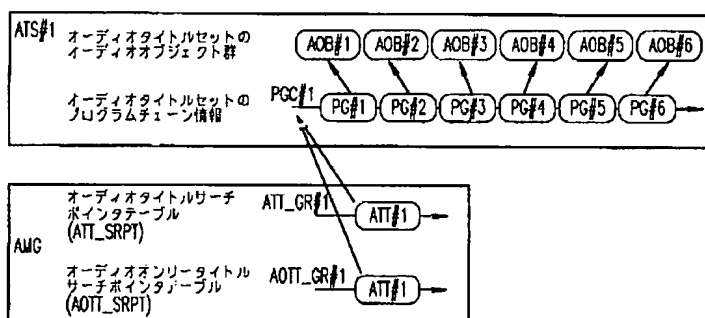 ATS#1
オーディオタイトルセットの
オーディオオブジェクト群
AOB#1 AOB#2 AOB#3 AOB#4 AOB#5 AOB#6
オーディオタイトルセットの
プログラムチェーン情報
PGC#1
PG#1 PG#2 PG#3 PG#4 PG#5 PG#6
AMG
オーディオタイトルサーチ
ポインタテーブル
(ATT_SRPT)
ATT_GR#1
ATT#1
オーディオオンリータイトル
サーチポインタテーブル
(AOTT_SRPT)
AOTT_GR#1
ATT#1